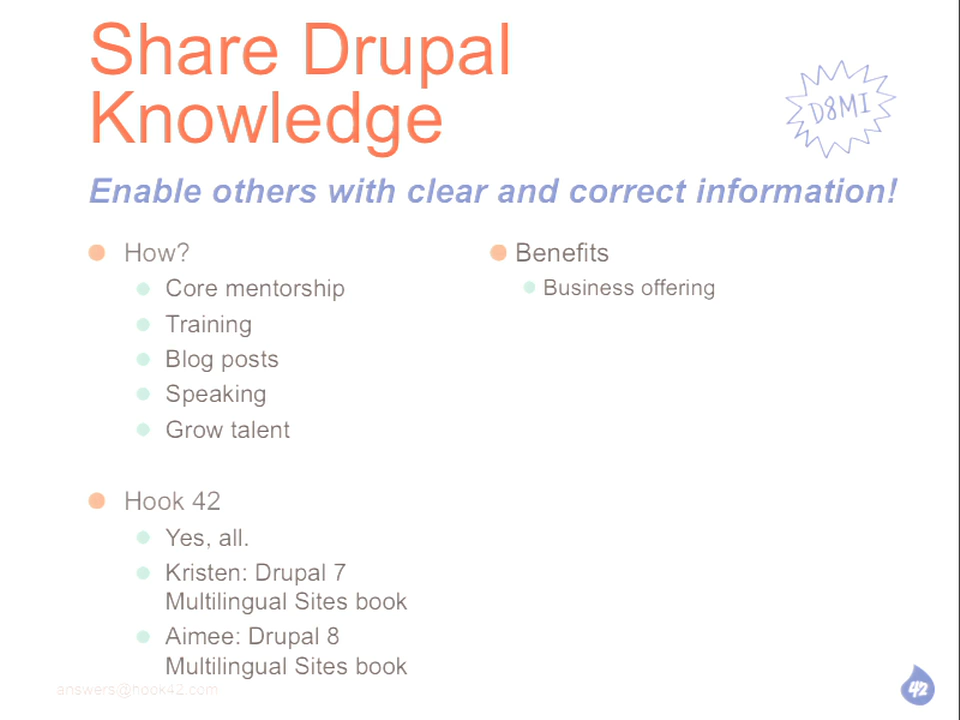 Share Drupal
Knowledge
D8MI
Enable others with clear and correct information!
How?
Core mentorship
Training
Blog posts
Speaking
Grow talent
Hook 42
Yes, all.
Kristen: Drupal 7
Multilingual Sites book
Aimee: Drupal 8
Multilingual Sites book
Benefits
Business offering
answers@hook42.com
42